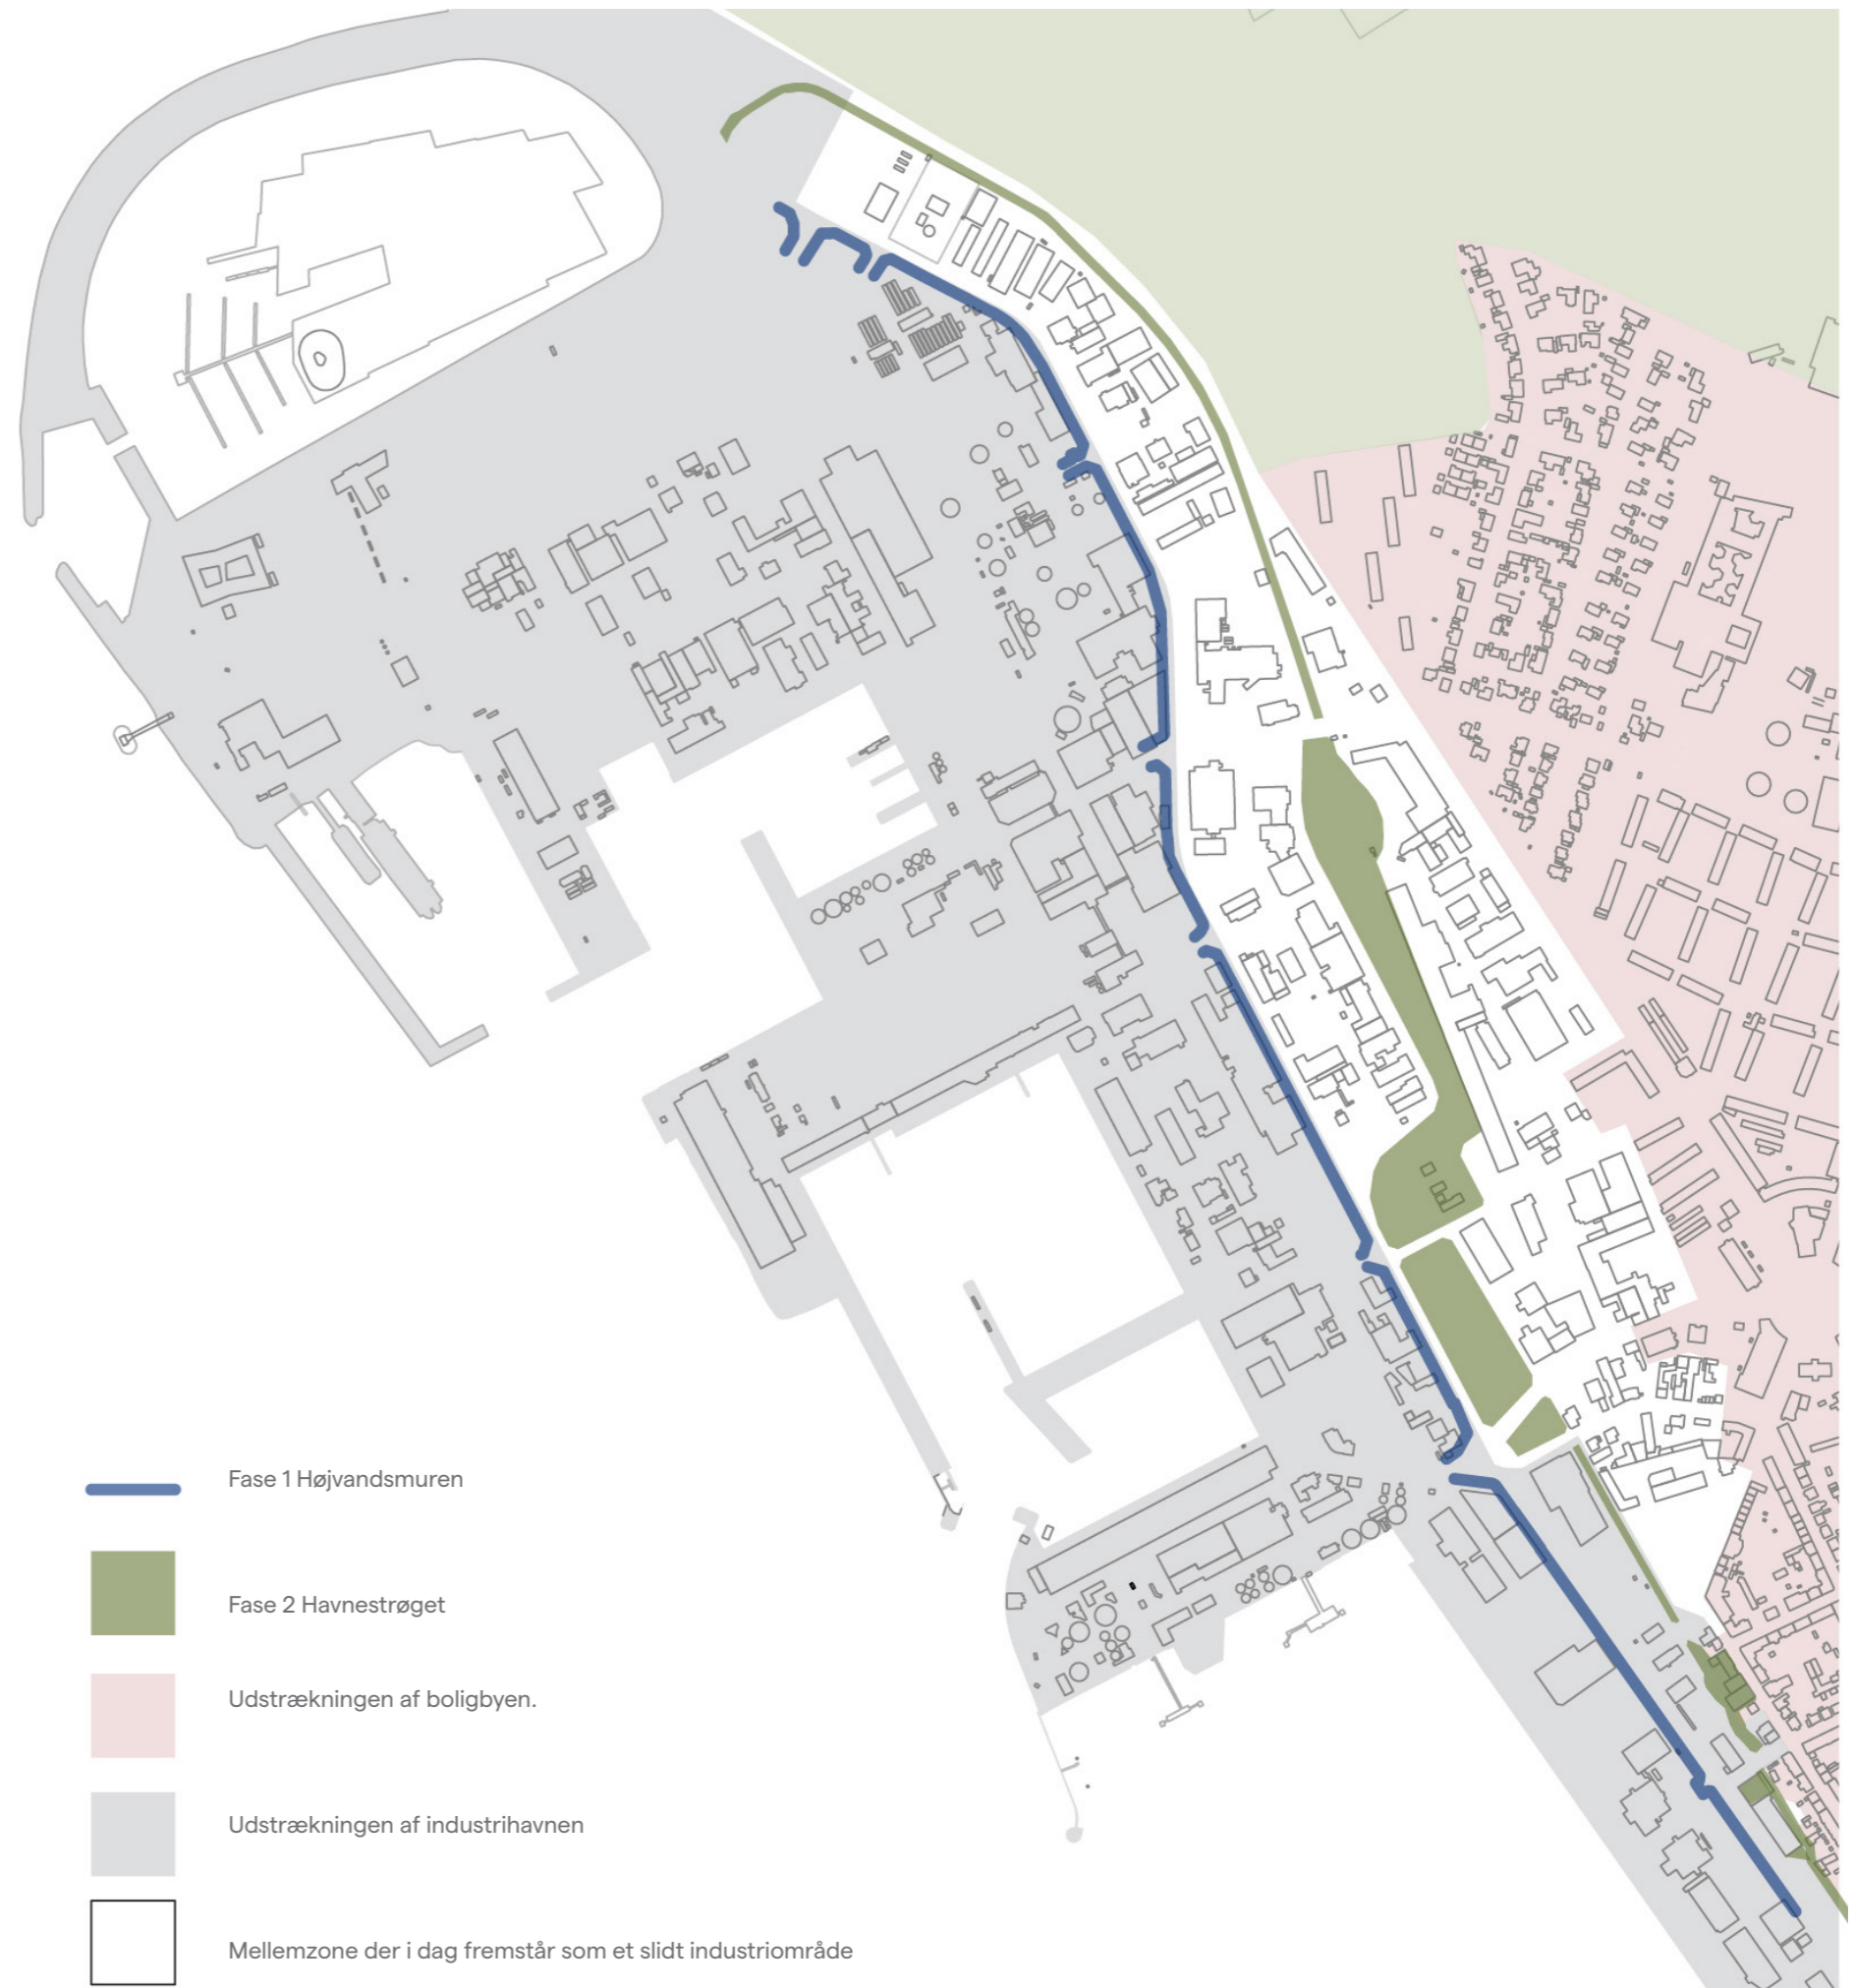 Fase 1 Højvandsmuren
Fase 2 Havnestrøget
Udstrækningen af boligbyen.
Udstrækningen af industrihavnen
Mellemzone der i dag fremstår som et slidt industriområde